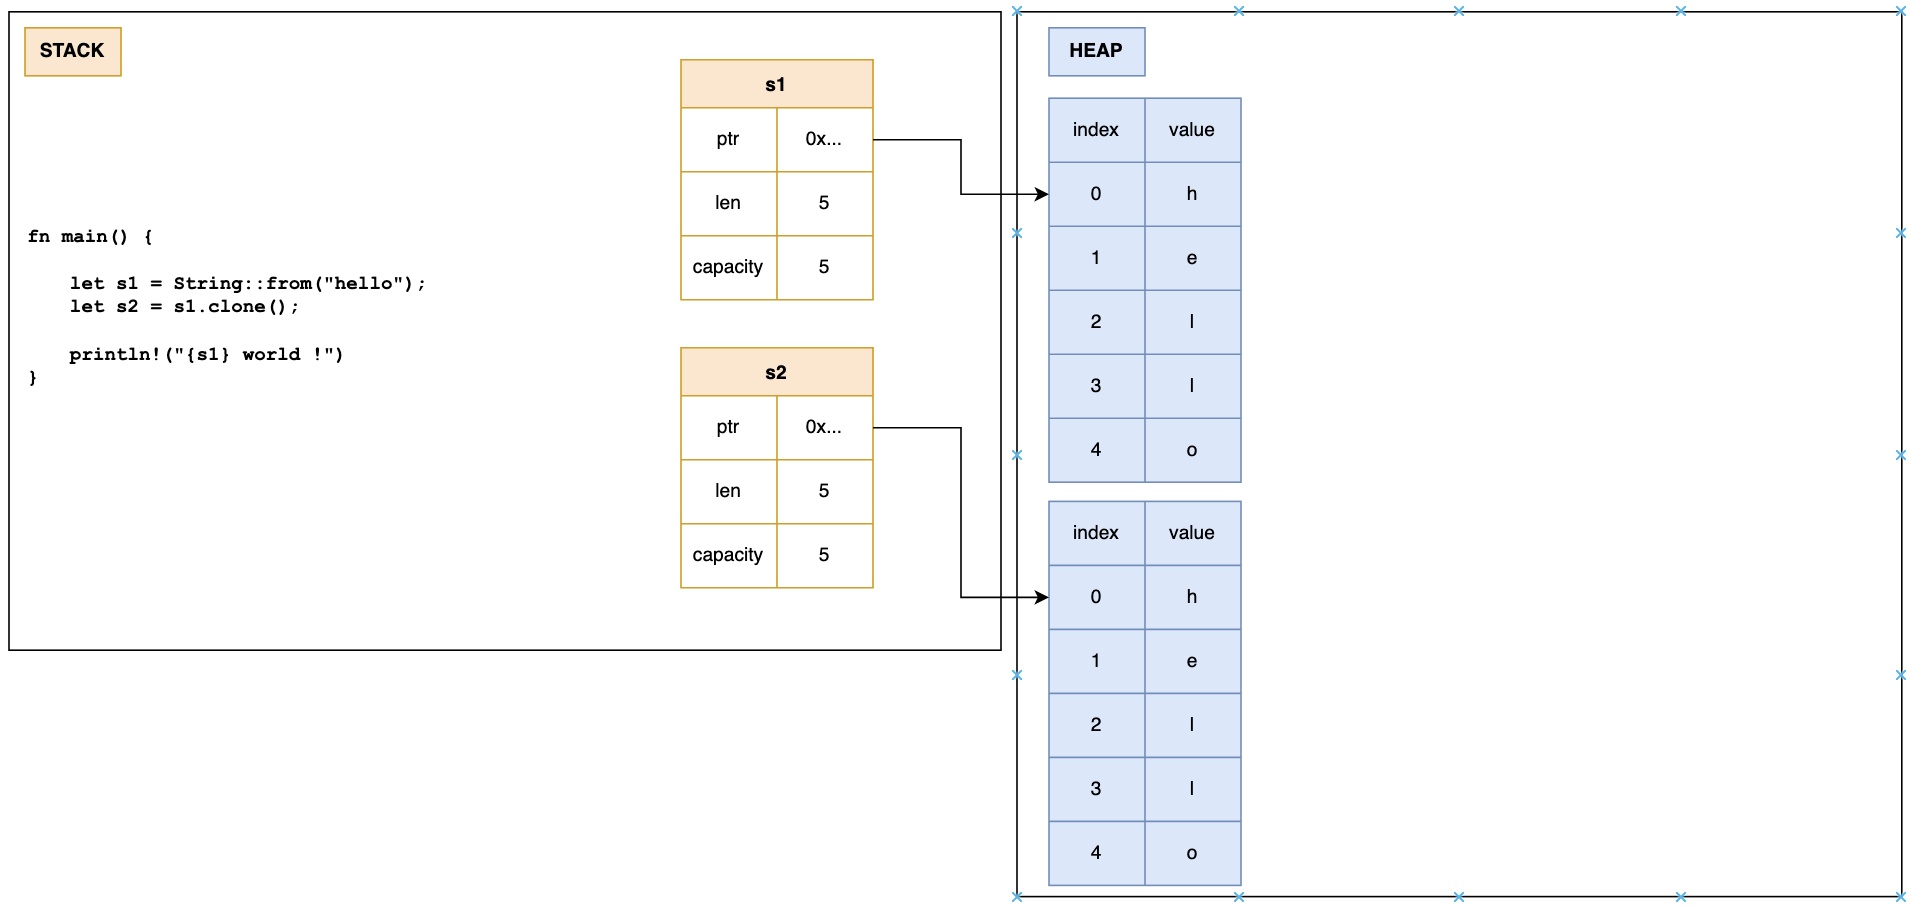 STACK
fn main() {
let s1 = String::from("hello");
let s2 = s1.clone();
println!("{s1} world !")
}
s1
ptr 0x...
len 5
capacity 5
s2
ptr 0x...
len 5
capacity 5
HEAP
index value
0 h
1 e
2 l
3 l
4 o
index value
0 h
1 e
2 l
3 l
4 o